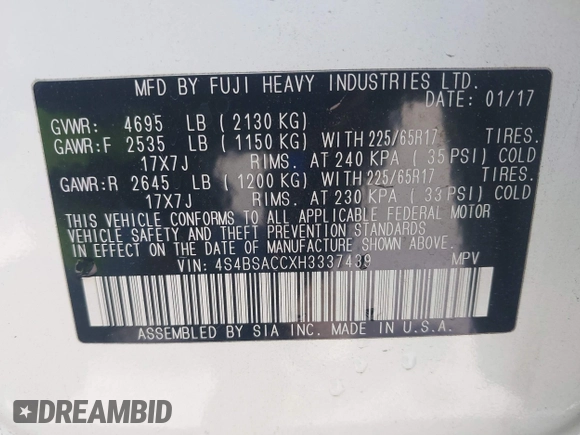 MFD BY FUJI HEAVY INDUSTRIES LTD.
DATE: 01/17
GVWR: 4695 LB ( 2130 KG)
GAWR:F 2535 LB ( 1150 KG) WITH 225/65R17 TIRES.
17X7J RIMS. AT 240 KPA ( 35 PSI) COLD
GAWR:R 2645 LB ( 1200 KG) WITH 225/65R17 TIRES.
17X7J RIMS. AT 230 KPA ( 33 PSI) COLD
THIS VEHICLE CONFORMS TO ALL APPLICABLE FEDERAL MOTOR
VEHICLE SAFETY AND THEFT PREVENTION STANDARDS
IN EFFECT ON THE DATE OF MANUFACTURE SHOWN ABOVE.
VIN: 4S4BSACCXH3337439 MPV
ASSEMBLED BY SIA INC. MADE IN U.S.A.
DREAMBID